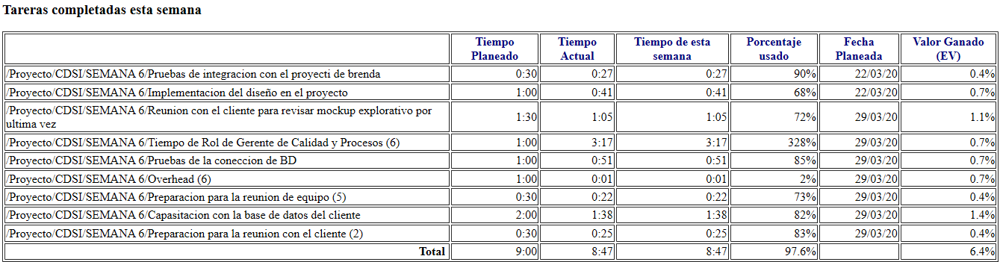 Tareras completadas esta semana
Tiempo Planeado Tiempo Actual Tiempo de esta semana Porcentaje usado Fecha Planeada Valor Ganado (EV)
/Proyecto/CDSI/SEMANA 6/Pruebas de integracion con el proyecti de brenda 0:30 0:27 0:27 90% 22/03/20 0.4%
/Proyecto/CDSI/SEMANA 6/Implementacion del diseño en el proyecto 1:00 0:41 0:41 68% 22/03/20 0.7%
/Proyecto/CDSI/SEMANA 6/Reunion con el cliente para revisar mockup explorativo por
ultima vez 1:30 1:05 1:05 72% 29/03/20 1.1%
/Proyecto/CDSI/SEMANA 6/Tiempo de Rol de Gerente de Calidad y Procesos (6) 1:00 3:17 3:17 328% 29/03/20 0.7%
/Proyecto/CDSI/SEMANA 6/Pruebas de la coneccion de BD 1:00 0:51 0:51 85% 29/03/20 0.7%
/Proyecto/CDSI/SEMANA 6/Overhead (6) 1:00 0:01 0:01 2% 29/03/20 0.7%
/Proyecto/CDSI/SEMANA 6/Preparacion para la reunion de equipo (5) 0:30 0:22 0:22 73% 29/03/20 0.4%
/Proyecto/CDSI/SEMANA 6/Capasitacion con la base de datos del cliente 2:00 1:38 1:38 82% 29/03/20 1.4%
/Proyecto/CDSI/SEMANA 6/Preparacion para la reunion con el cliente (2) 0:30 0:25 0:25 83% 29/03/20 0.4%
Total 9:00 8:47 8:47 97.6% 6.4%